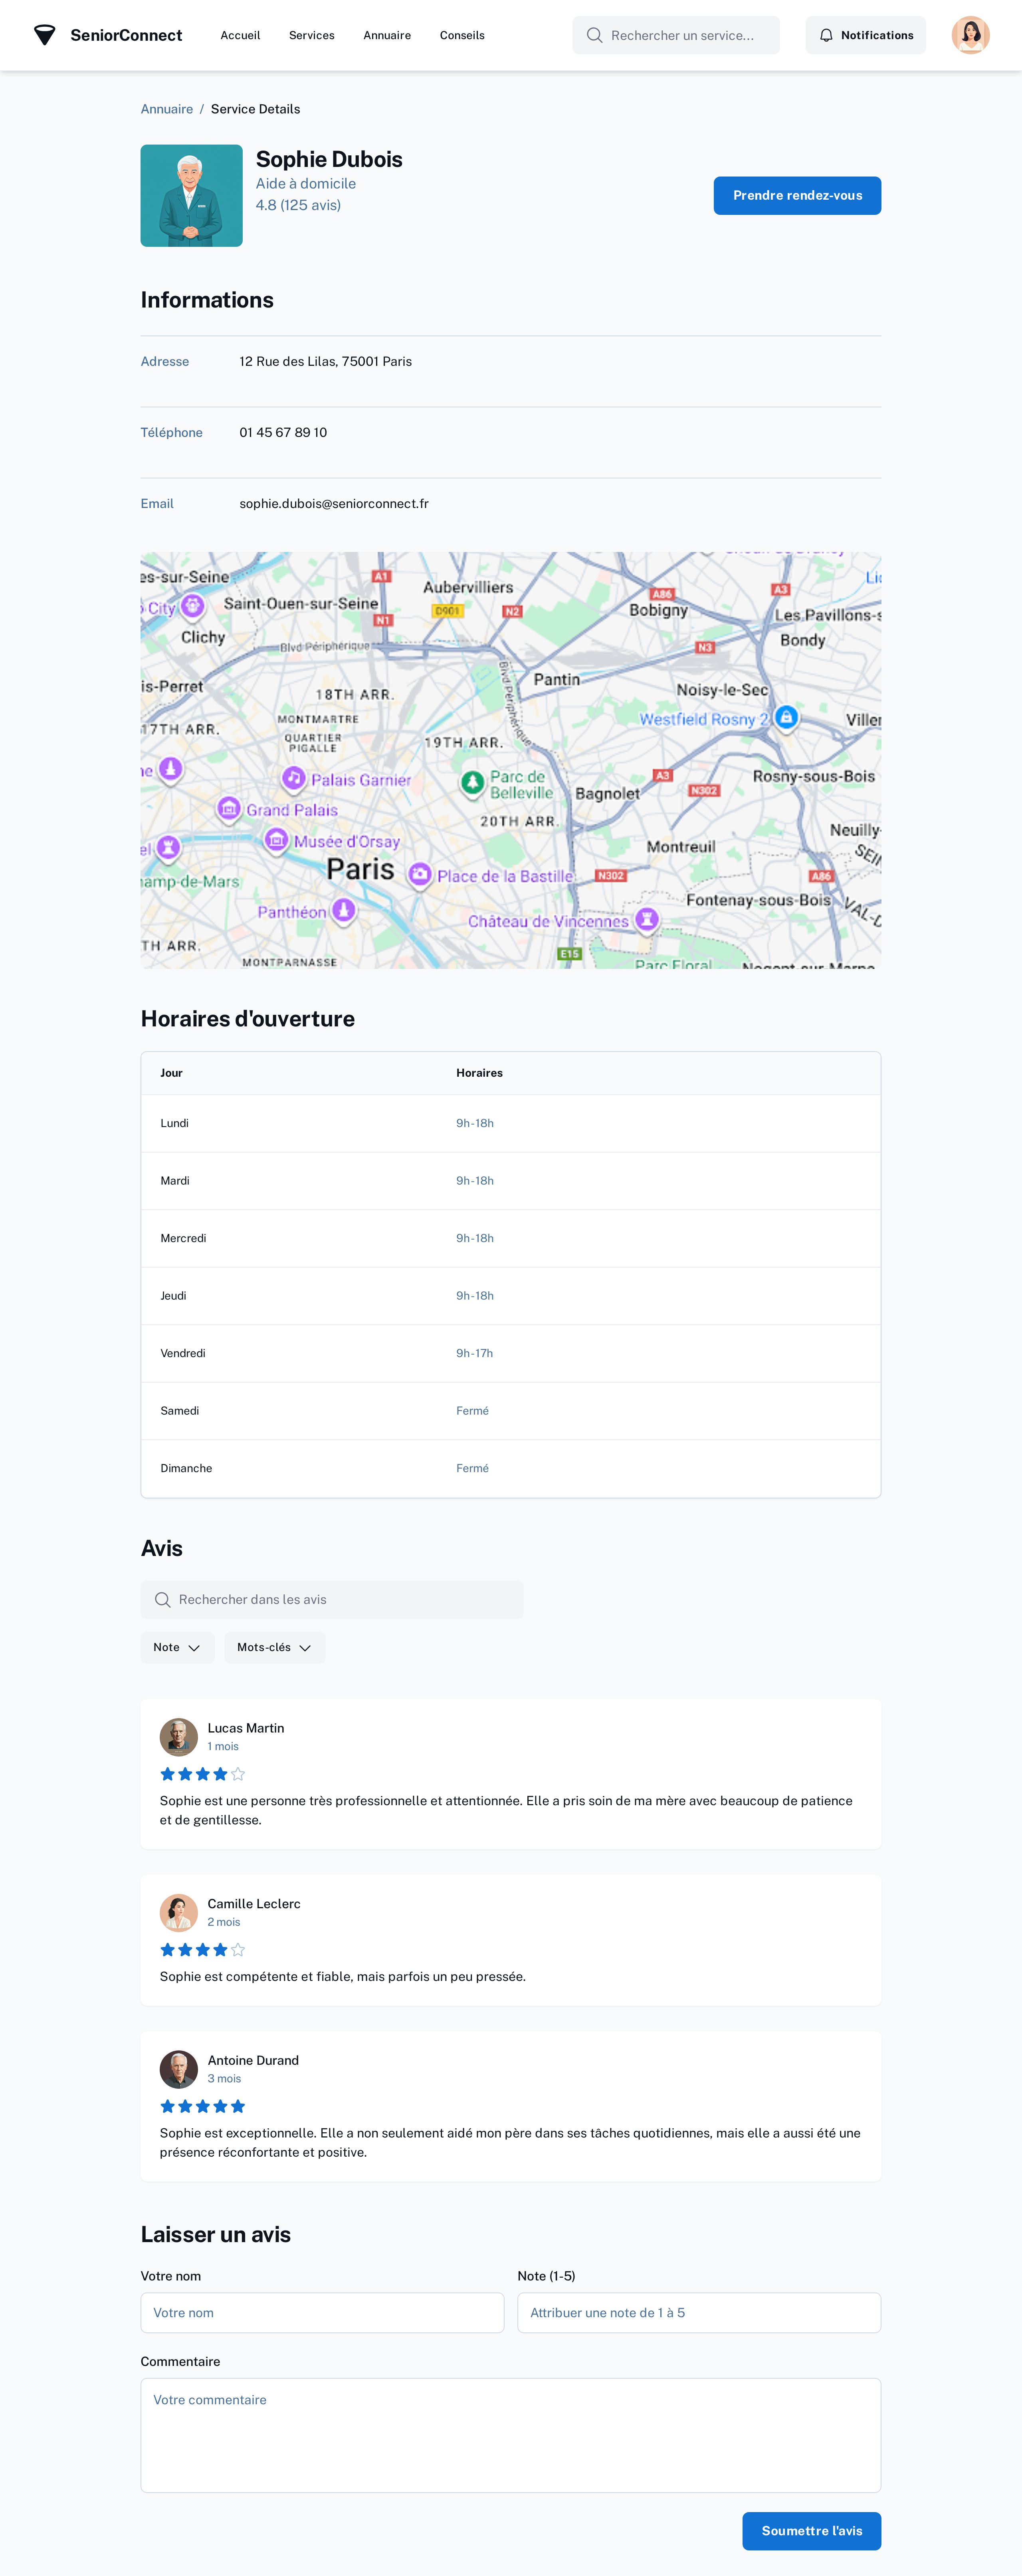 SeniorConnect
Accueil
Services
Annuaire
Conseils
Rechercher un service...
Notifications
Annuaire / Service Details
Sophie Dubois
Aide à domicile
4.8 (125 avis)
Prendre rendez-vous
Informations
Adresse
12 Rue des Lilas, 75001 Paris
Téléphone
01 45 67 89 10
Email
sophie.dubois@seniorconnect.fr
es-sur-Seine
A1
Aubervilliers
A86
A3
City
Saint-Ouen-sur-Seine
D901
N2
Bobigny
Les Pavillons-s
N1
Clichy
Blvd Périphérique
N3
Bondy
Blvd Périphérique
is-Perret
18TH ARR.
Pantin
Noisy-le-Sec
17TH ARR.
MONTMARTRE
Westfield Rosny 2
Viller
QUARTIER
PIGALLE
19TH ARR.
ne
Palais Garnier
Parc de
Belleville
A3
Rosny-sous-Bois
N302
Bagnolet
Grand Palais
20TH ARR.
Neuilly-
el
Musée d'Orsay
Montreuil
SEIN
Paris
hamp-de-Mars
Place de la Bastille
N302
A86
Fontenay-sous-Bois
VAL-D
Panthéon
Château de Vincennes
TH ARR.
E15
MONTPARNASSE
Parc Floral
Nogent-sur-Marne
Horaires d'ouverture
Jour
Horaires
Lundi
9h-18h
Mardi
9h-18h
Mercredi
9h-18h
Jeudi
9h-18h
Vendredi
9h-17h
Samedi
Fermé
Dimanche
Fermé
Avis
Rechercher dans les avis
Note
Mots-clés
Lucas Martin
1 mois
Sophie est une personne très professionnelle et attentionnée. Elle a pris soin de ma mère avec beaucoup de patience
et de gentillesse.
Camille Leclerc
2 mois
Sophie est compétente et fiable, mais parfois un peu pressée.
Antoine Durand
3 mois
Sophie est exceptionnelle. Elle a non seulement aidé mon père dans ses tâches quotidiennes, mais elle a aussi été une
présence réconfortante et positive.
Laisser un avis
Votre nom
Note (1-5)
Votre nom
Attribuer une note de 1 à 5
Commentaire
Votre commentaire
Soumettre l'avis